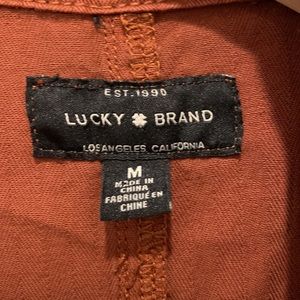 EST.1990
LUCKY BRAND
LOS ANGELES CALIFORNIA
M
MADE IN
CHINA
FABRIQUÉ EN
CHINE